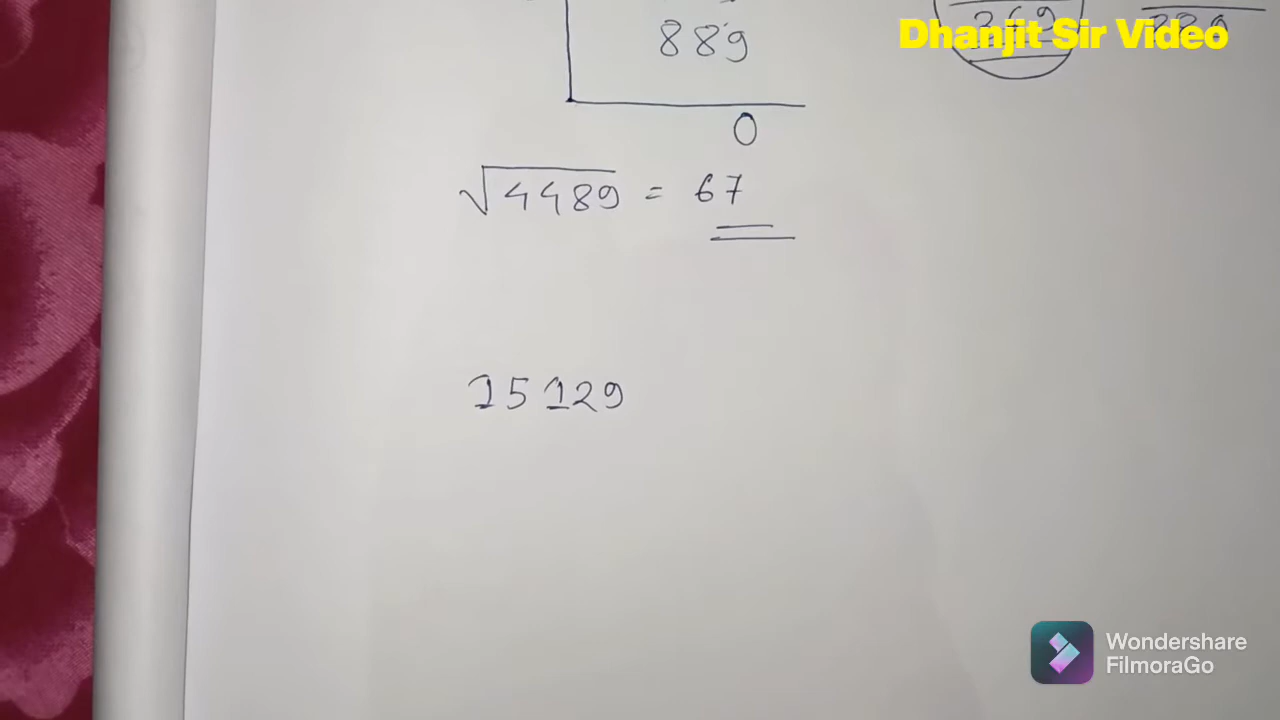 889
Dhanjit Sir Video
0
√4489 = 67
15129
Wondershare
FilmoraGo